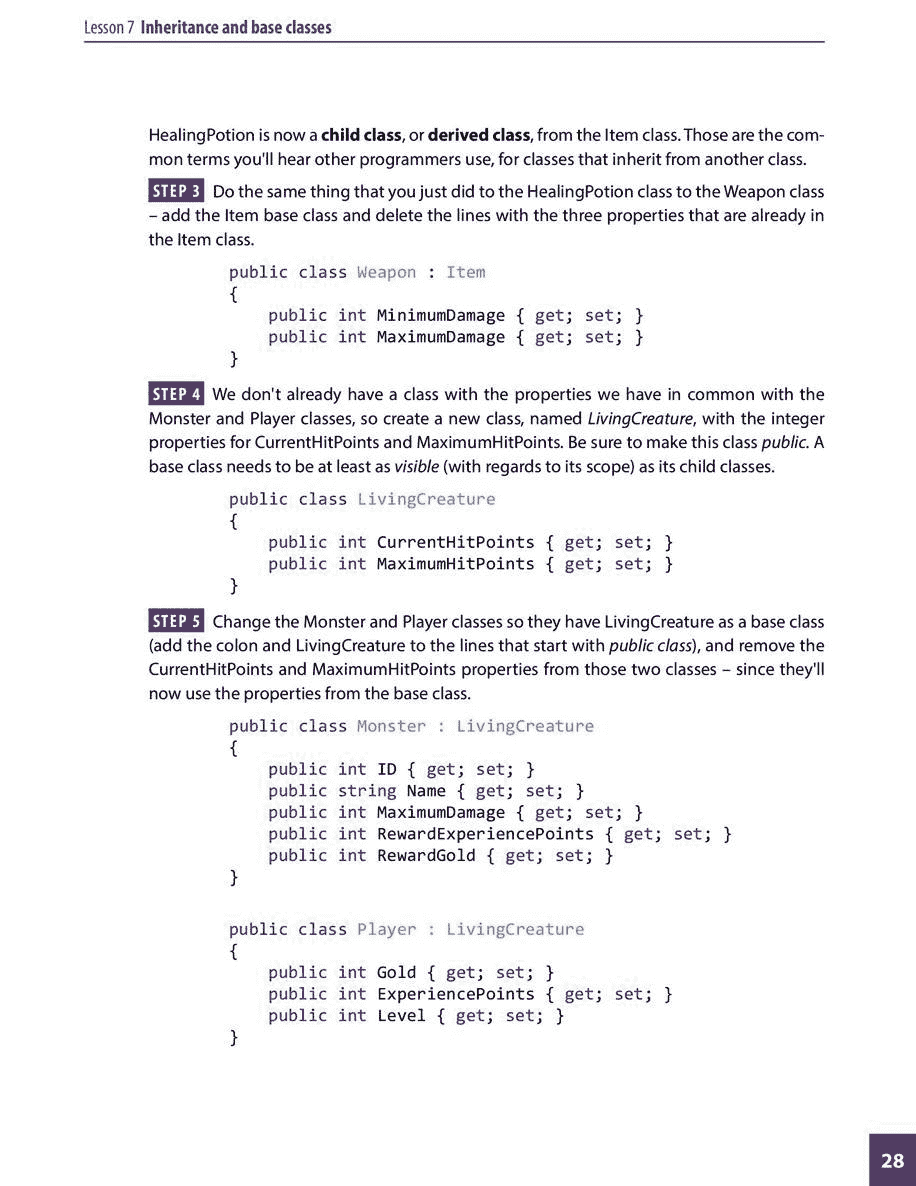 Lesson 7 Inheritance and base classes
HealingPotion is now a child class, or derived class, from the Item class. Those are the com-
mon terms you'll hear other programmers use, for classes that inherit from another class.
STEP 3 Do the same thing that you just did to the HealingPotion class to the Weapon class
– add the Item base class and delete the lines with the three properties that are already in
the Item class.
public class Weapon : Item
{
    public int MinimumDamage { get; set; }
    public int MaximumDamage { get; set; }
}
STEP 4 We don't already have a class with the properties we have in common with the
Monster and Player classes, so create a new class, named LivingCreature, with the integer
properties for CurrentHitPoints and MaximumHitPoints. Be sure to make this class public. A
base class needs to be at least as visible (with regards to its scope) as its child classes.
public class LivingCreature
{
    public int CurrentHitPoints { get; set; }
    public int MaximumHitPoints { get; set; }
}
STEP 5 Change the Monster and Player classes so they have LivingCreature as a base class
(add the colon and LivingCreature to the lines that start with public class), and remove the
CurrentHitPoints and MaximumHitPoints properties from those two classes – since they'll
now use the properties from the base class.
public class Monster : LivingCreature
{
    public int ID { get; set; }
    public string Name { get; set; }
    public int MaximumDamage { get; set; }
    public int RewardExperiencePoints { get; set; }
    public int RewardGold { get; set; }
}
public class Player : LivingCreature
{
    public int Gold { get; set; }
    public int ExperiencePoints { get; set; }
    public int Level { get; set; }
}
28